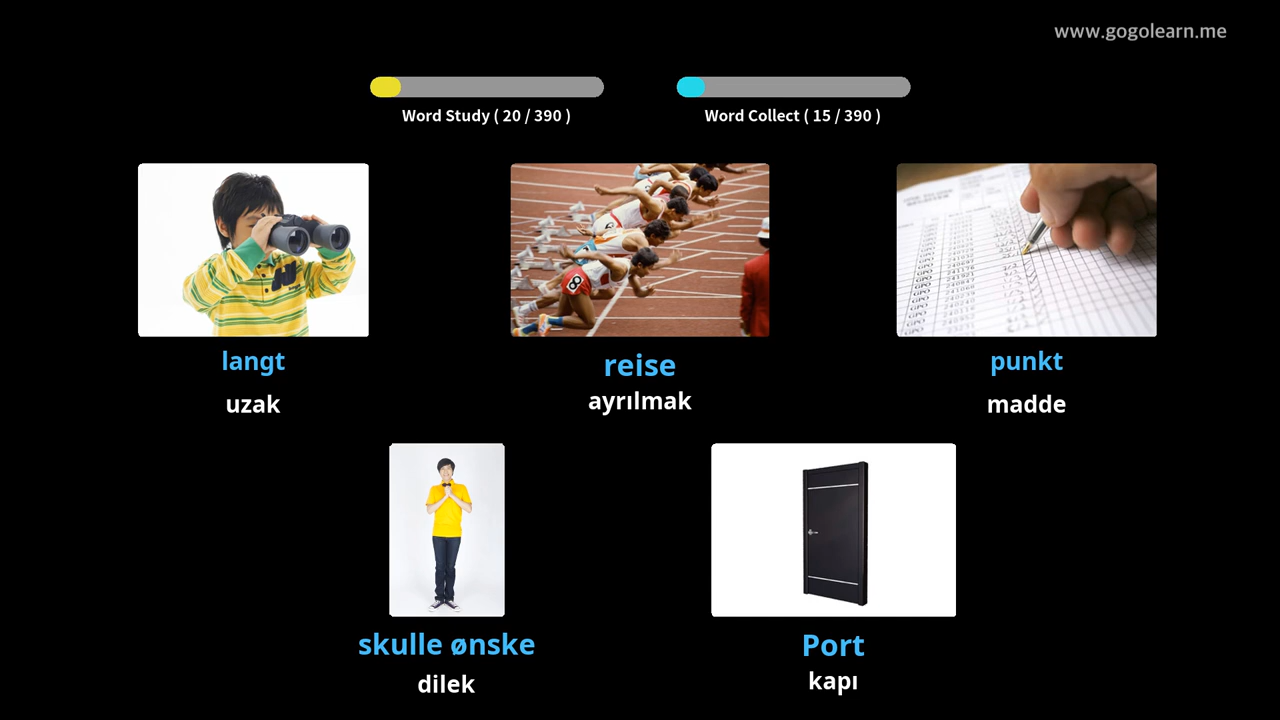 www.gogolearn.me
Word Study ( 20 / 390 )
Word Collect ( 15 / 390 )
langt
uzak
reise
ayrılmak
punkt
madde
skulle ønske
dilek
Port
kapı